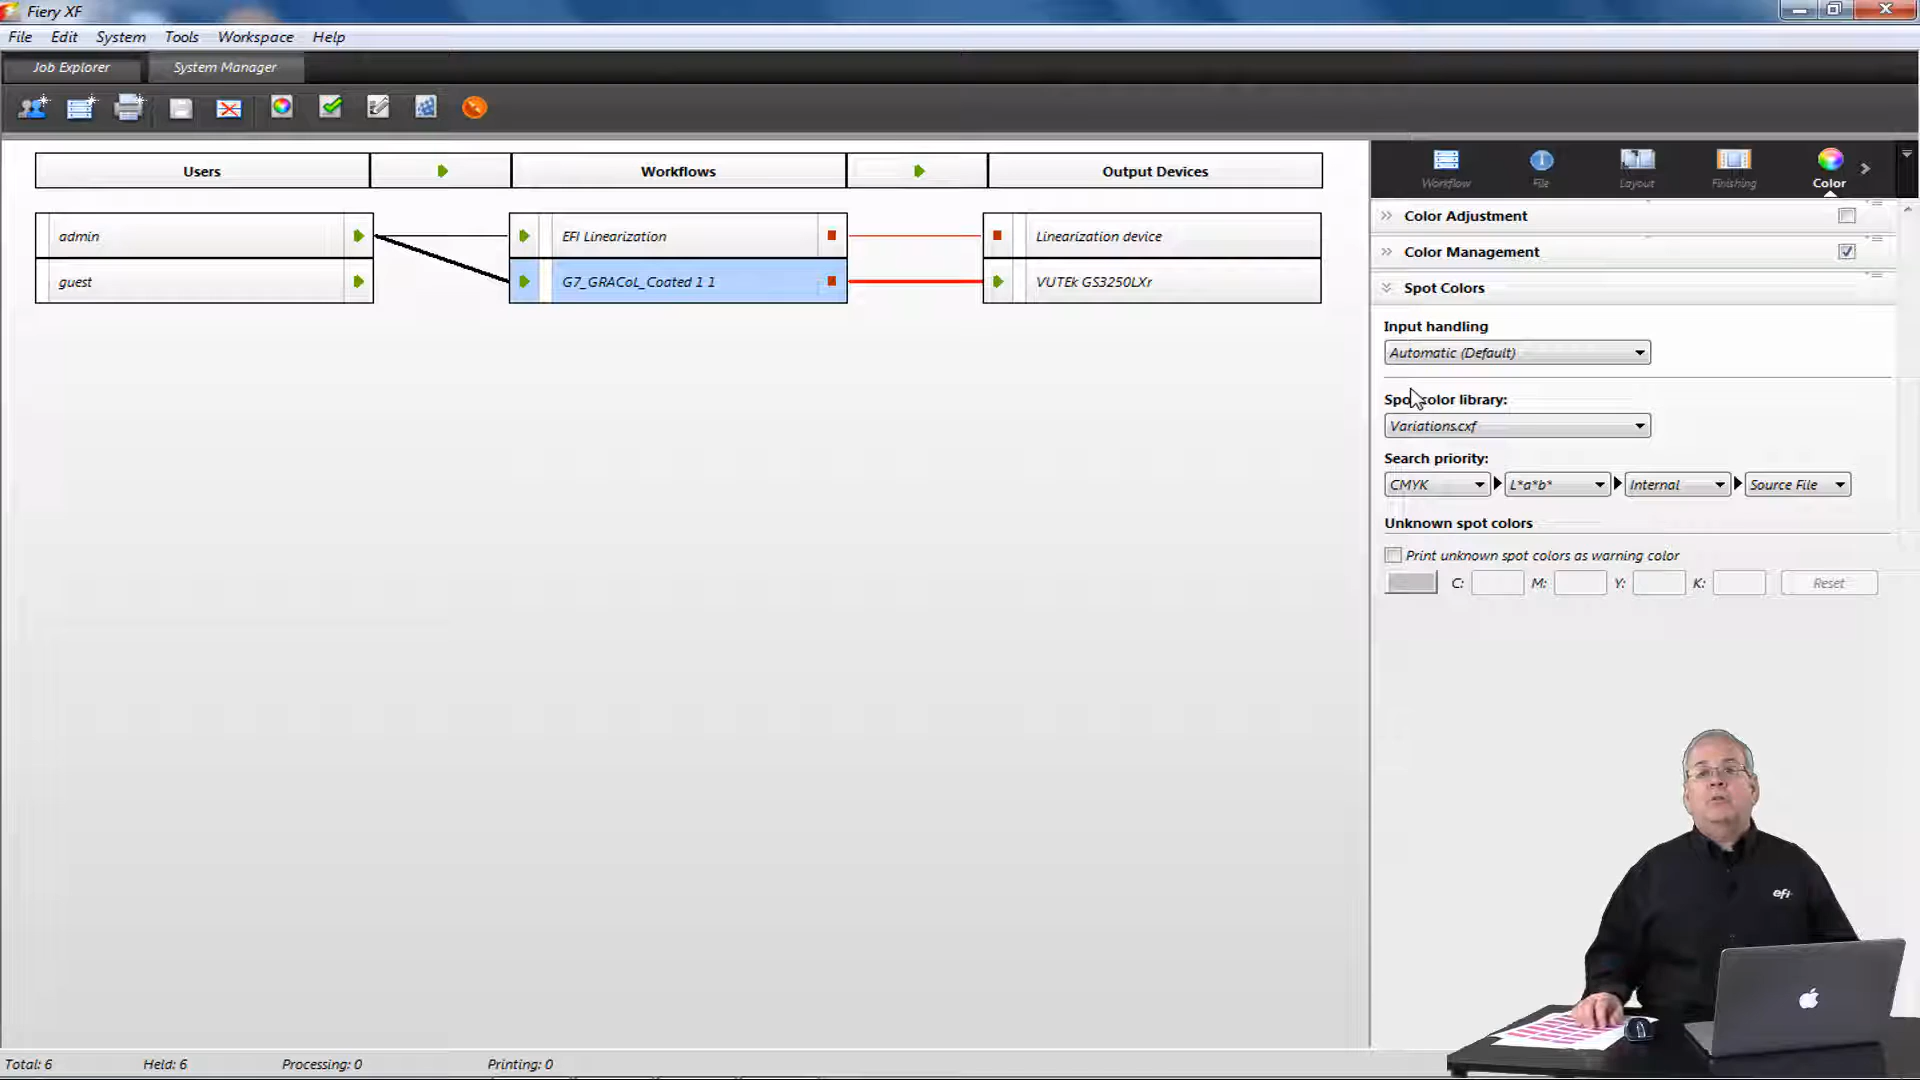 Fiery XF
File Edit System Tools Workspace Help
Job Explorer System Manager
Users Workflows Output Devices
Workflow File Layout Finishing Color
admin EFI Linearization Linearization device
guest G7_GRACoL_Coated 1 1 VUTEk GS3250LXr
Color Adjustment
Color Management
Spot Colors
Input handling
Automatic (Default)
Spot color library:
Variations.cxf
Search priority:
CMYK L*a*b* Internal Source File
Unknown spot colors
Print unknown spot colors as warning color
C: M: Y: K: Reset
efi
Total: 6 Held: 6 Processing: 0 Printing: 0